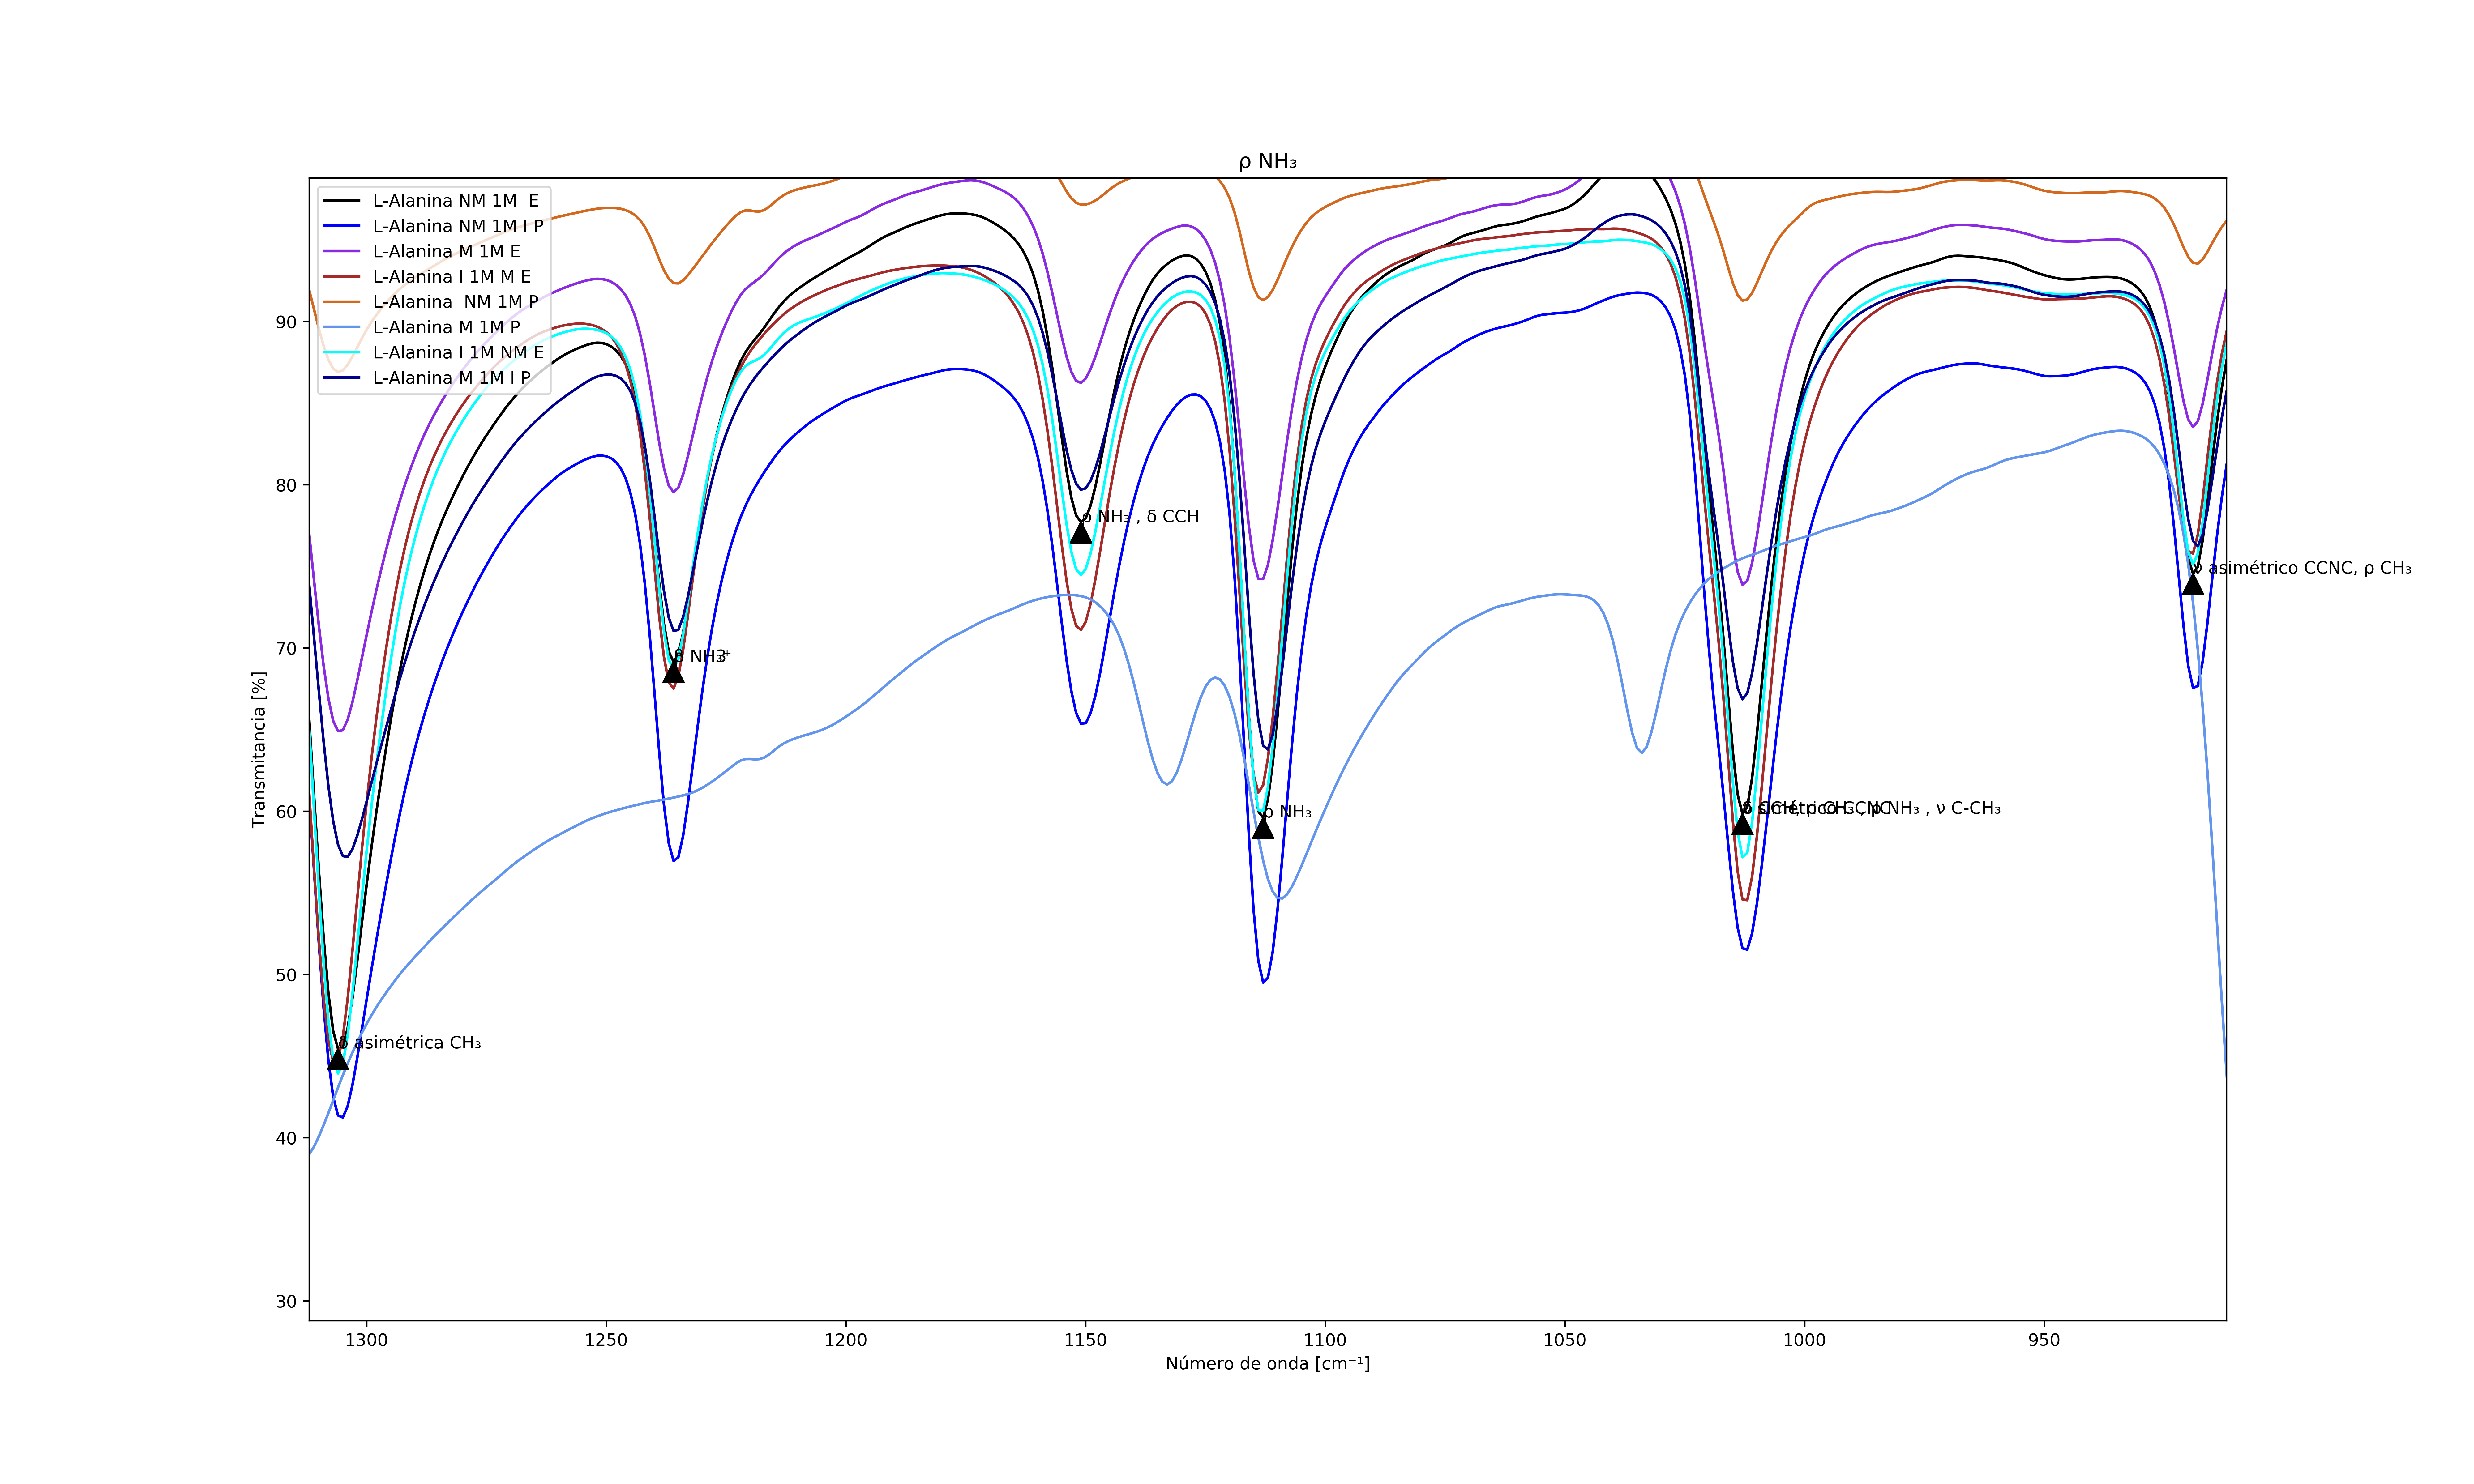 ρ NH₃
L-Alanina NM 1M  E
L-Alanina NM 1M I P
L-Alanina M 1M E
L-Alanina I 1M M E
L-Alanina  NM 1M P
L-Alanina M 1M P
L-Alanina I 1M NM E
L-Alanina M 1M I P
Transmitancia [%]
90
80
70
60
50
40
30
ρ NH₃ , δ CCH
ν asimétrico CCNC, ρ CH₃
ρ NH₃
δ asimétrica CH₃
NH₃ , ν C-CH₃
1300
1250
1200
1150
1100
1050
1000
950
Número de onda [cm⁻¹]